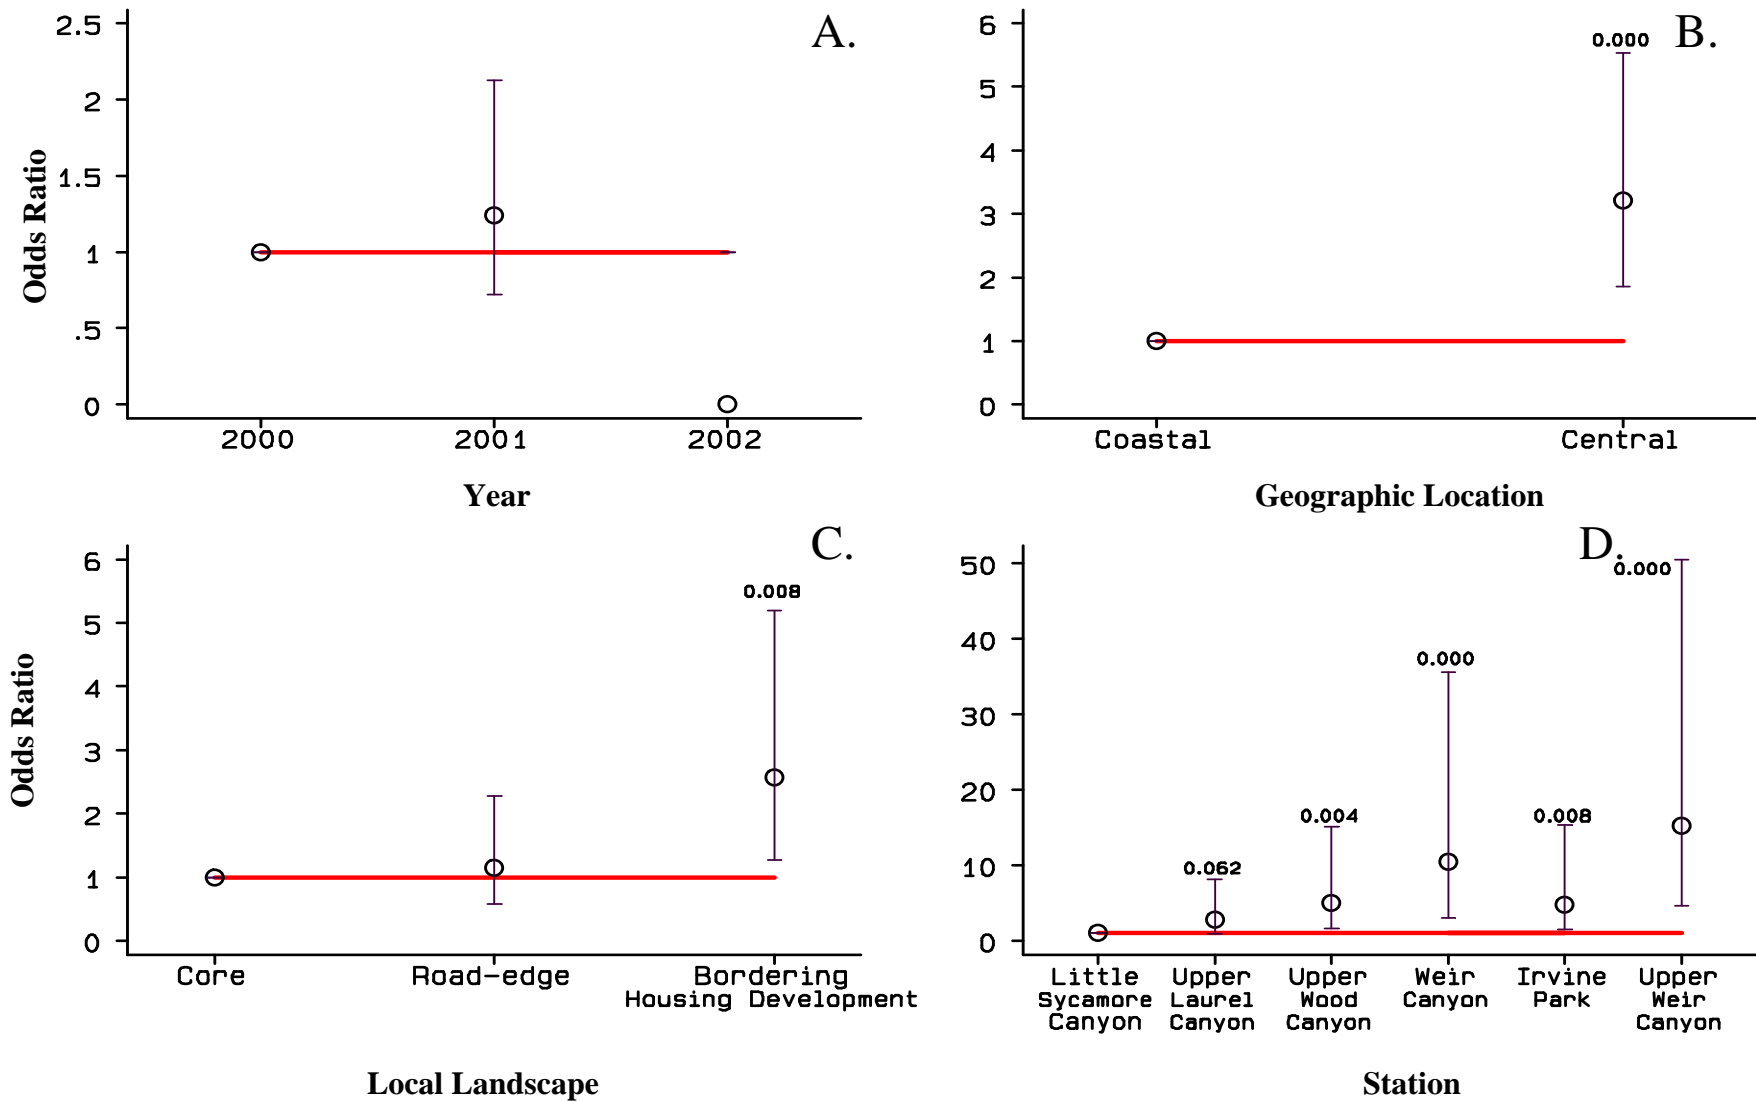 A.
2.5
2
1.5
1
.5
0
Odds Ratio
2000 2001 2002
Year
B.
0.000
6
5
4
3
2
1
0
Coastal Central
Geographic Location
C.
0.008
6
5
4
3
2
1
0
Odds Ratio
Core Road-edge Bordering
Housing Development
Local Landscape
D.
0.000
0.000
0.004
0.008
0.062
50
40
30
20
10
0
Little Upper Upper Weir Irvine Upper
Sycamore Laurel Wood Canyon Park Weir
Canyon Canyon Canyon Canyon
Station